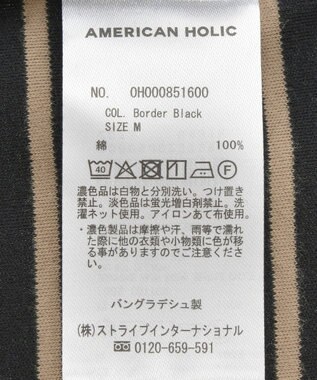 AMERICAN HOLIC
NO. 0H000851600
COL. Border Black
SIZE M
綿 100%
40 F
濃色品は白物と分別洗い。つけ置き
禁止。淡色品は蛍光増白剤禁止。洗
濯ネット使用。アイロンあて布使用。
・濃色製品は摩擦や汗、雨等で濡れ
た際に他の衣類や小物類に色が移
る事がありますのでご注意くださ
い。
バングラデシュ製
(株)ストライプインターナショナル
0120-659-591